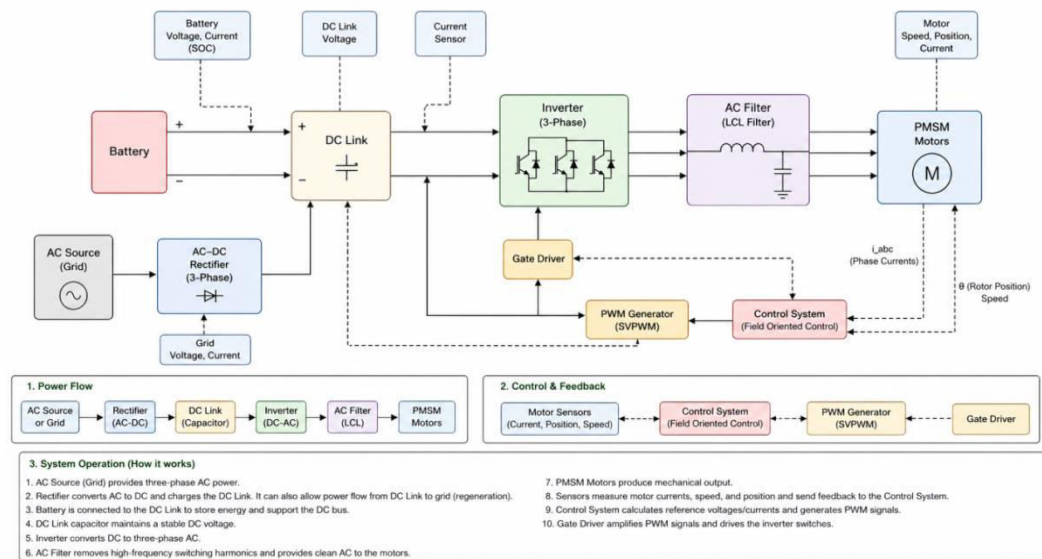 Battery
Voltage, Current
(SOC)
DC Link
Voltage
Current
Sensor
Motor
Speed, Position,
Current
Battery
+
−
+
−
DC Link
Inverter
(3-Phase)
AC Filter
(LCL Filter)
PMSM
Motors
M
AC Source
(Grid)
AC–DC
Rectifier
(3-Phase)
Grid
Voltage, Current
Gate Driver
PWM Generator
(SVPWM)
Control System
(Field Oriented Control)
i_abc
(Phase Currents)
θ (Rotor Position)
Speed
1. Power Flow
AC Source
or Grid
Rectifier
(AC-DC)
DC Link
(Capacitor)
Inverter
(DC-AC)
AC Filter
(LCL)
PMSM
Motors
2. Control & Feedback
Motor Sensors
(Current, Position, Speed)
Control System
(Field Oriented Control)
PWM Generator
(SVPWM)
Gate Driver
3. System Operation (How it works)
1. AC Source (Grid) provides three-phase AC power.
2. Rectifier converts AC to DC and charges the DC Link. It can also allow power flow from DC Link to grid (regeneration).
3. Battery is connected to the DC Link to store energy and support the DC bus.
4. DC Link capacitor maintains a stable DC voltage.
5. Inverter converts DC to three-phase AC.
6. AC Filter removes high-frequency switching harmonics and provides clean AC to the motors.
7. PMSM Motors produce mechanical output.
8. Sensors measure motor currents, speed, and position and send feedback to the Control System.
9. Control System calculates reference voltages/currents and generates PWM signals.
10. Gate Driver amplifies PWM signals and drives the inverter switches.